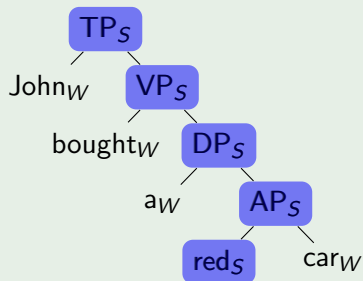 TP_S
John_W VP_S
bought_W DP_S
a_W AP_S
red_S car_W